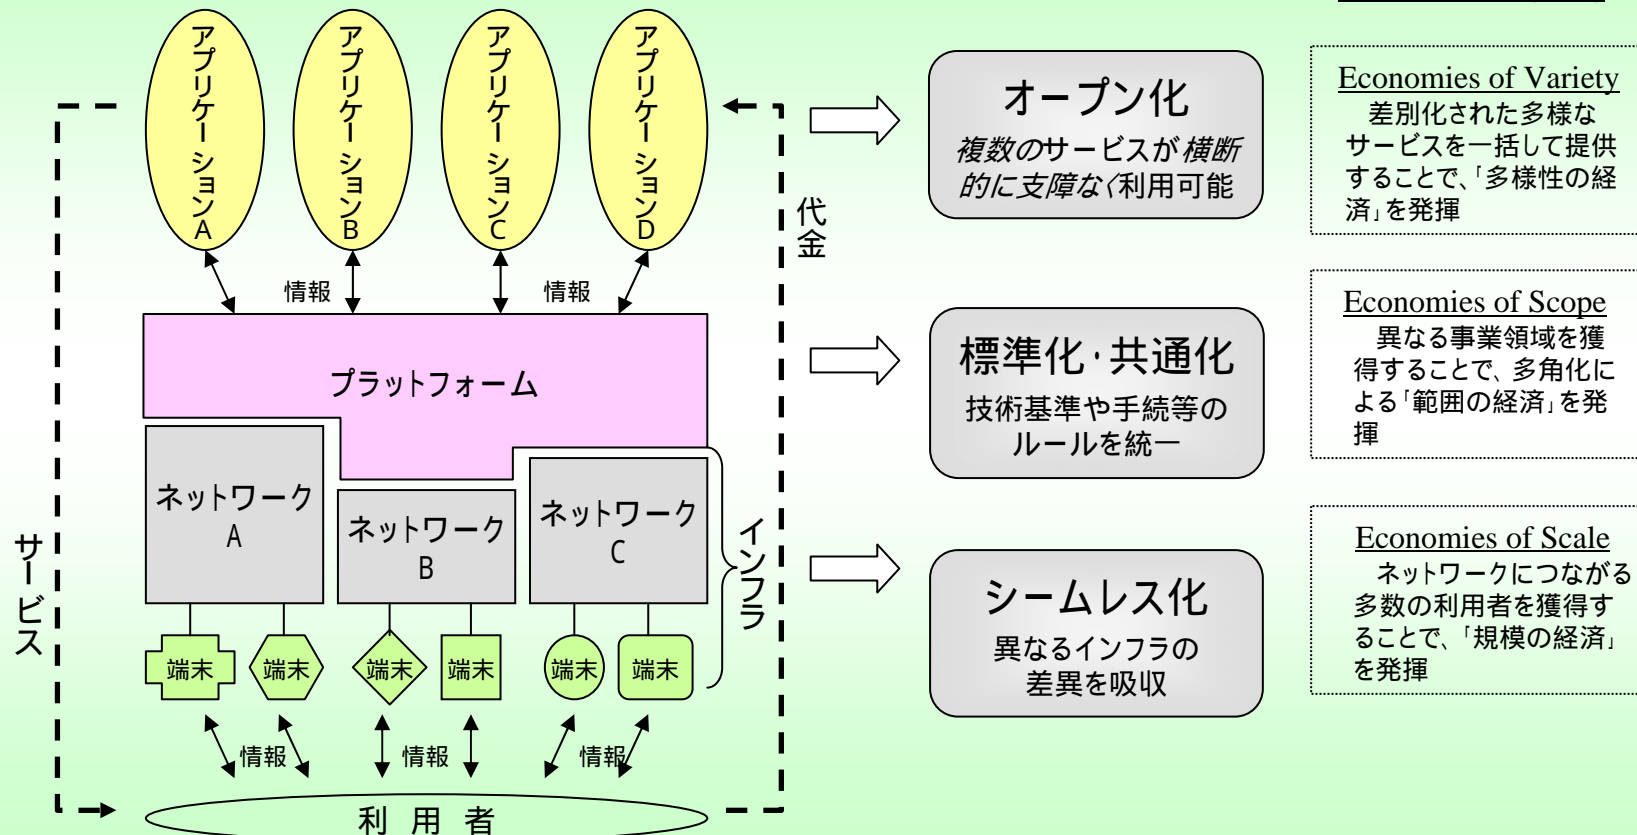 アプリケーションA
アプリケーションB
アプリケーションC
アプリケーションD
情報
情報
プラットフォーム
ネットワーク
A
ネットワーク
B
ネットワーク
C
インフラ
端末
端末
端末
端末
端末
端末
情報
情報
情報
利用者
サービス
代金
オープン化
複数のサービスが横断
的に支障なく利用可能
標準化・共通化
技術基準や手続等の
ルールを統一
シームレス化
異なるインフラの
差異を吸収
Economies of Variety
差別化された多様な
サービスを一括して提供
することで、「多様性の経
済」を発揮
Economies of Scope
異なる事業領域を獲
得することで、多角化に
よる「範囲の経済」を発
揮
Economies of Scale
ネットワークにつながる
多数の利用者を獲得す
ることで、「規模の経済」
を発揮